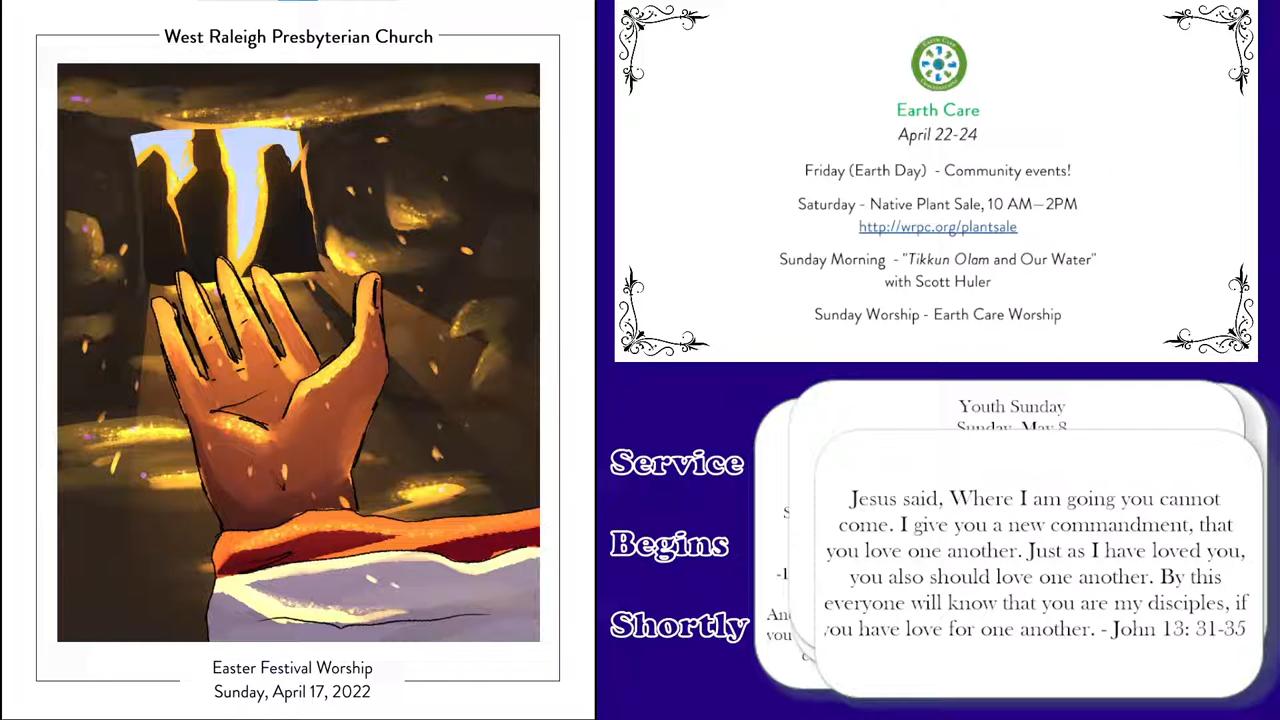 West Raleigh Presbyterian Church
Easter Festival Worship
Sunday, April 17, 2022
Earth Care
Earth Care
April 22-24
Friday (Earth Day) - Community events!
Saturday - Native Plant Sale, 10 AM—2PM
http://wrpc.org/plantsale
Sunday Morning - "Tikkun Olam and Our Water"
with Scott Huler
Sunday Worship - Earth Care Worship
Service
Begins
Shortly
Youth Sunday
Sunday, May 8
Jesus said, Where I am going you cannot
come. I give you a new commandment, that
you love one another. Just as I have loved you,
you also should love one another. By this
everyone will know that you are my disciples, if
you have love for one another. - John 13: 31-35